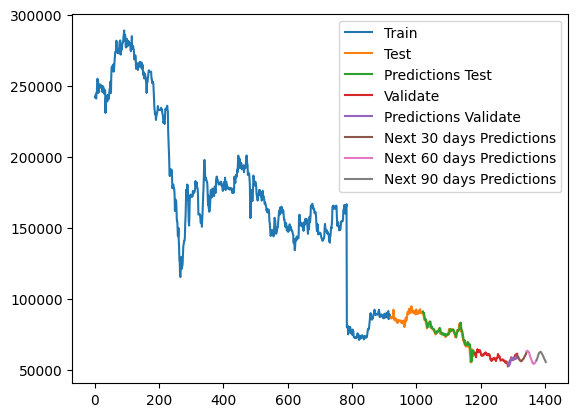 300000
250000
200000
150000
100000
50000
0
200
400
600
800
1000
1200
1400
Train
Test
Predictions Test
Validate
Predictions Validate
Next 30 days Predictions
Next 60 days Predictions
Next 90 days Predictions